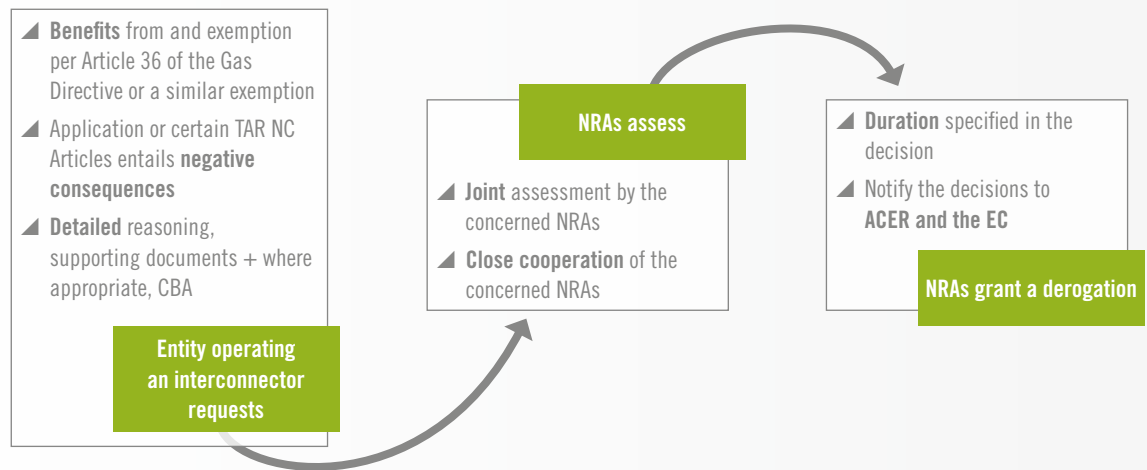 Benefits from and exemption
per Article 36 of the Gas
Directive or a similar exemption
Application or certain TAR NC
Articles entails negative
consequences
Detailed reasoning,
supporting documents + where
appropriate, CBA
Entity operating
an interconnector
requests
NRAs assess
Joint assessment by the
concerned NRAs
Close cooperation of the
concerned NRAs
Duration specified in the
decision
Notify the decisions to
ACER and the EC
NRAs grant a derogation